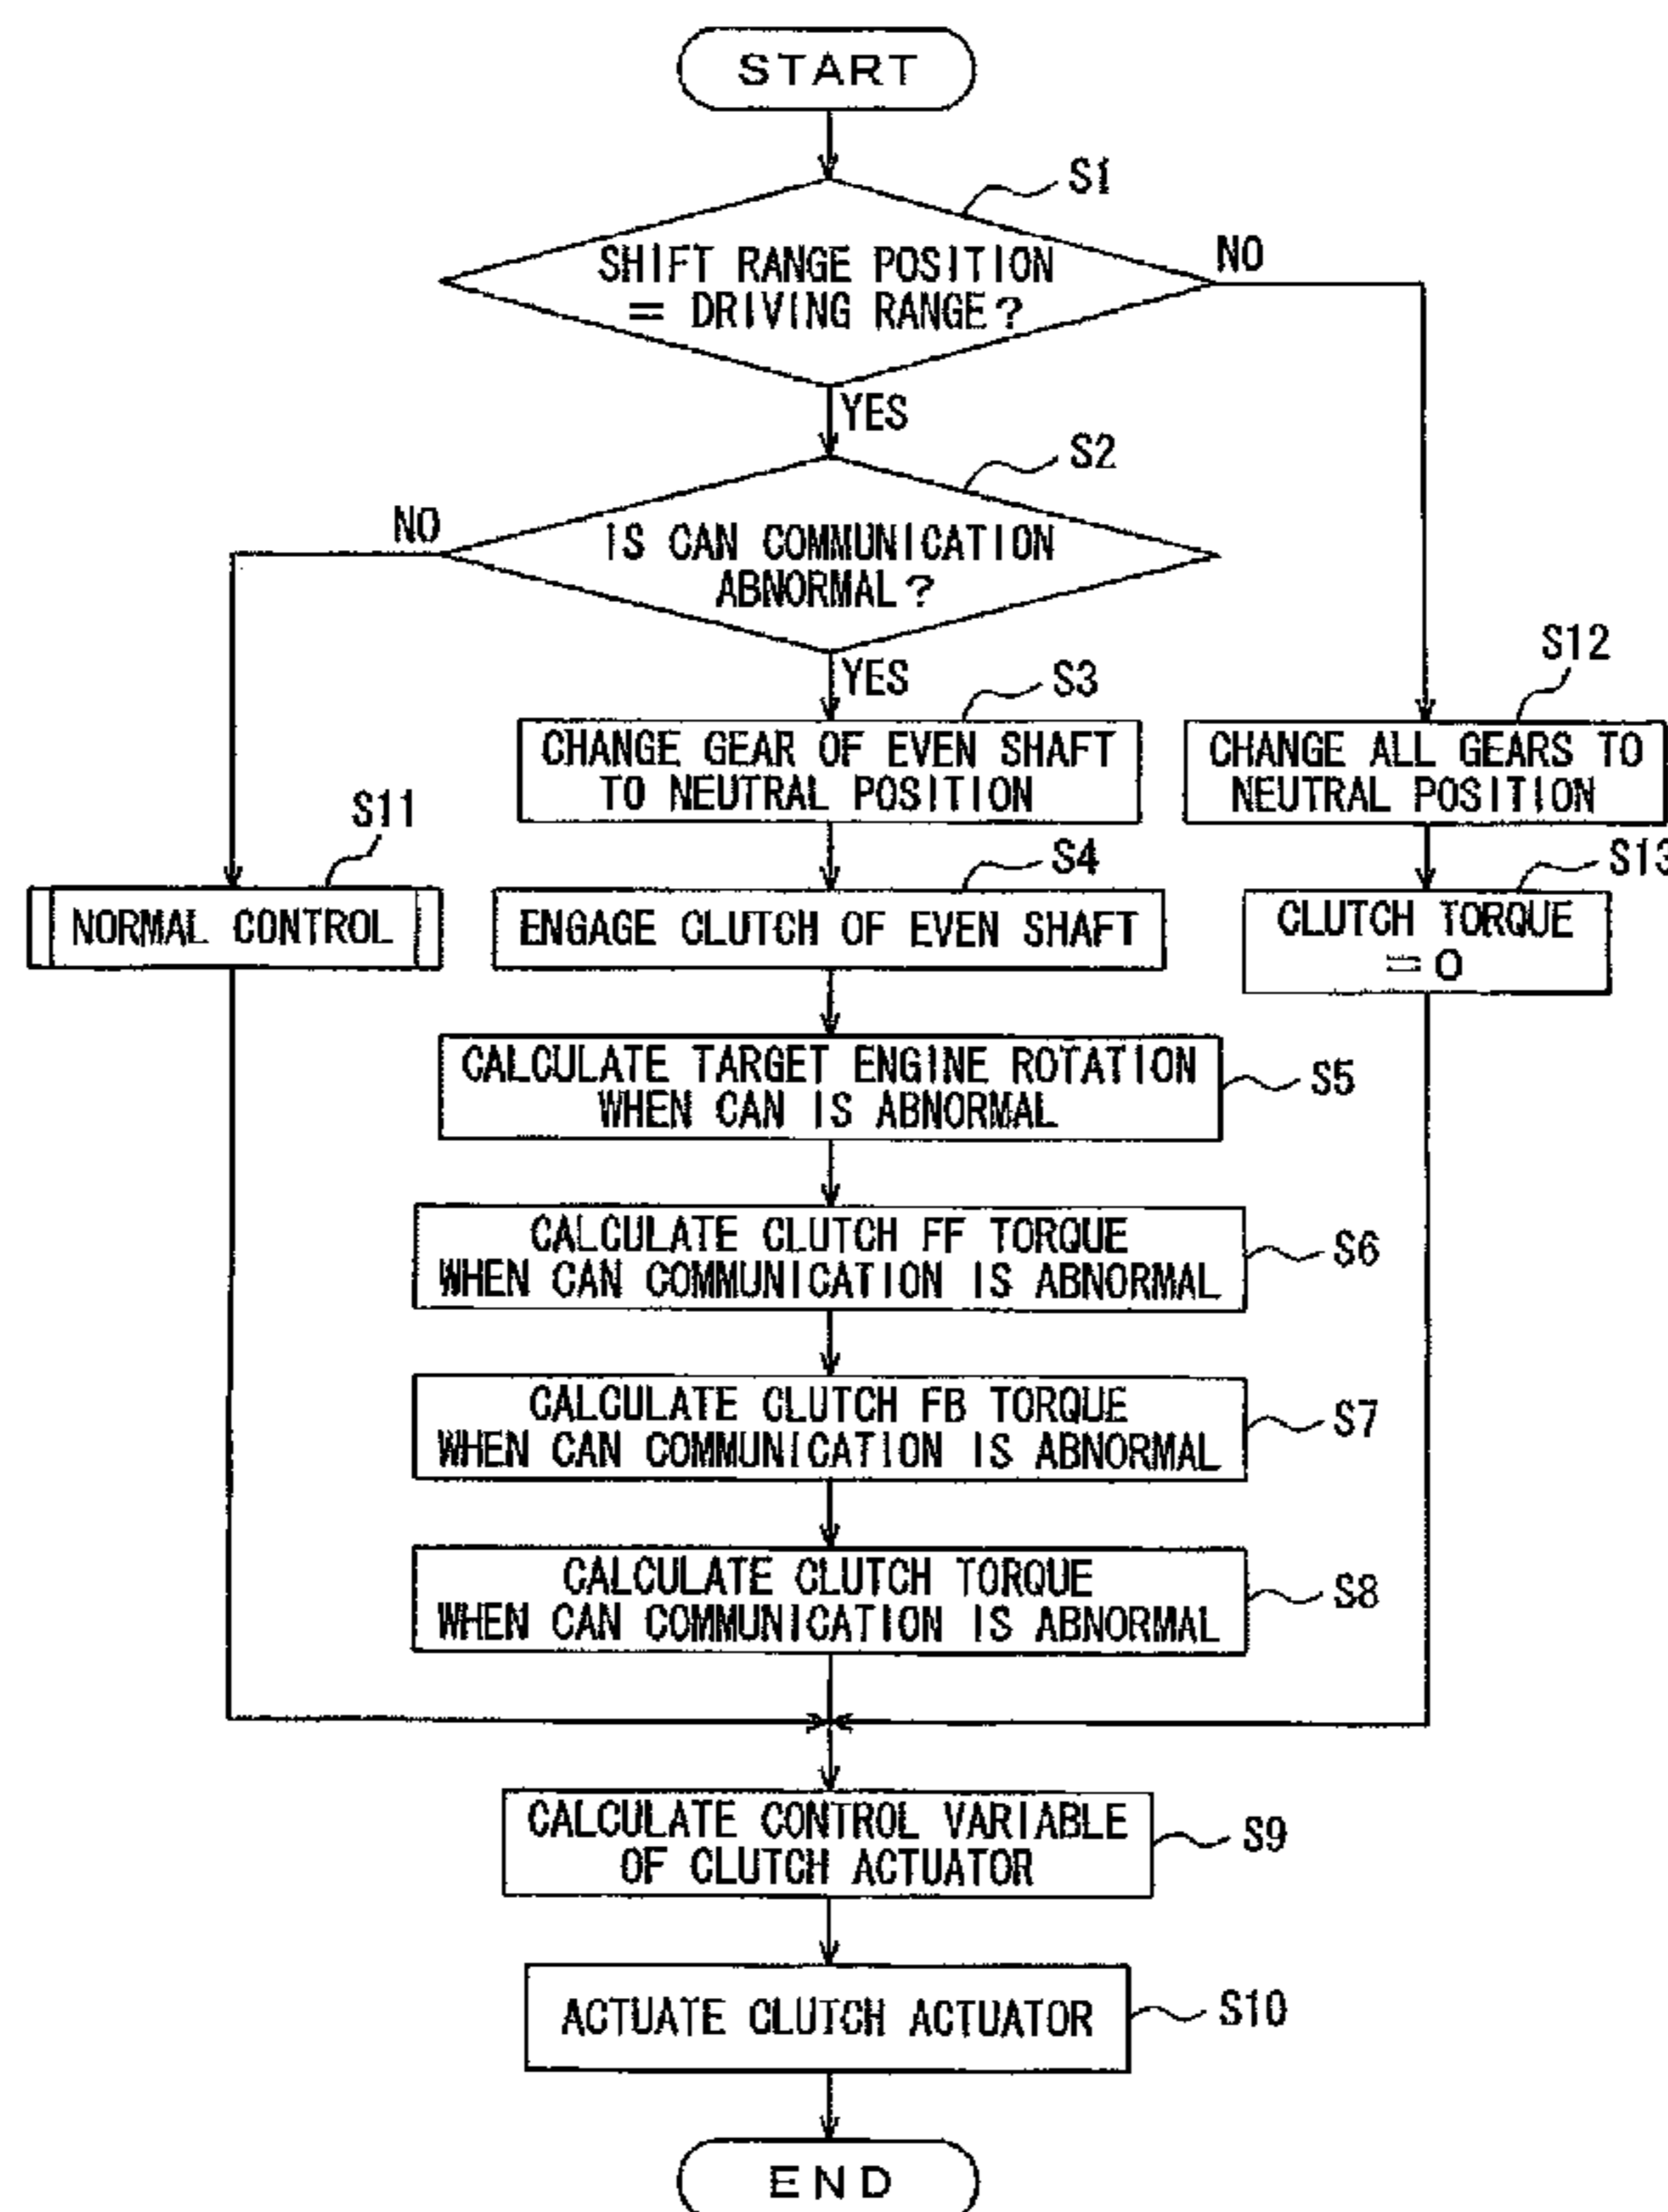 START
S1
SHIFT RANGE POSITION
= DRIVING RANGE?
NO
YES
S2
NO
IS CAN COMMUNICATION
ABNORMAL?
YES
S3
CHANGE GEAR OF EVEN SHAFT
TO NEUTRAL POSITION
S12
CHANGE ALL GEARS TO
NEUTRAL POSITION
S11
NORMAL CONTROL
S4
ENGAGE CLUTCH OF EVEN SHAFT
S13
CLUTCH TORQUE
= 0
CALCULATE TARGET ENGINE ROTATION
WHEN CAN IS ABNORMAL
S5
CALCULATE CLUTCH FF TORQUE
WHEN CAN COMMUNICATION IS ABNORMAL
S6
CALCULATE CLUTCH FB TORQUE
WHEN CAN COMMUNICATION IS ABNORMAL
S7
CALCULATE CLUTCH TORQUE
WHEN CAN COMMUNICATION IS ABNORMAL
S8
CALCULATE CONTROL VARIABLE
OF CLUTCH ACTUATOR
S9
ACTUATE CLUTCH ACTUATOR
S10
END